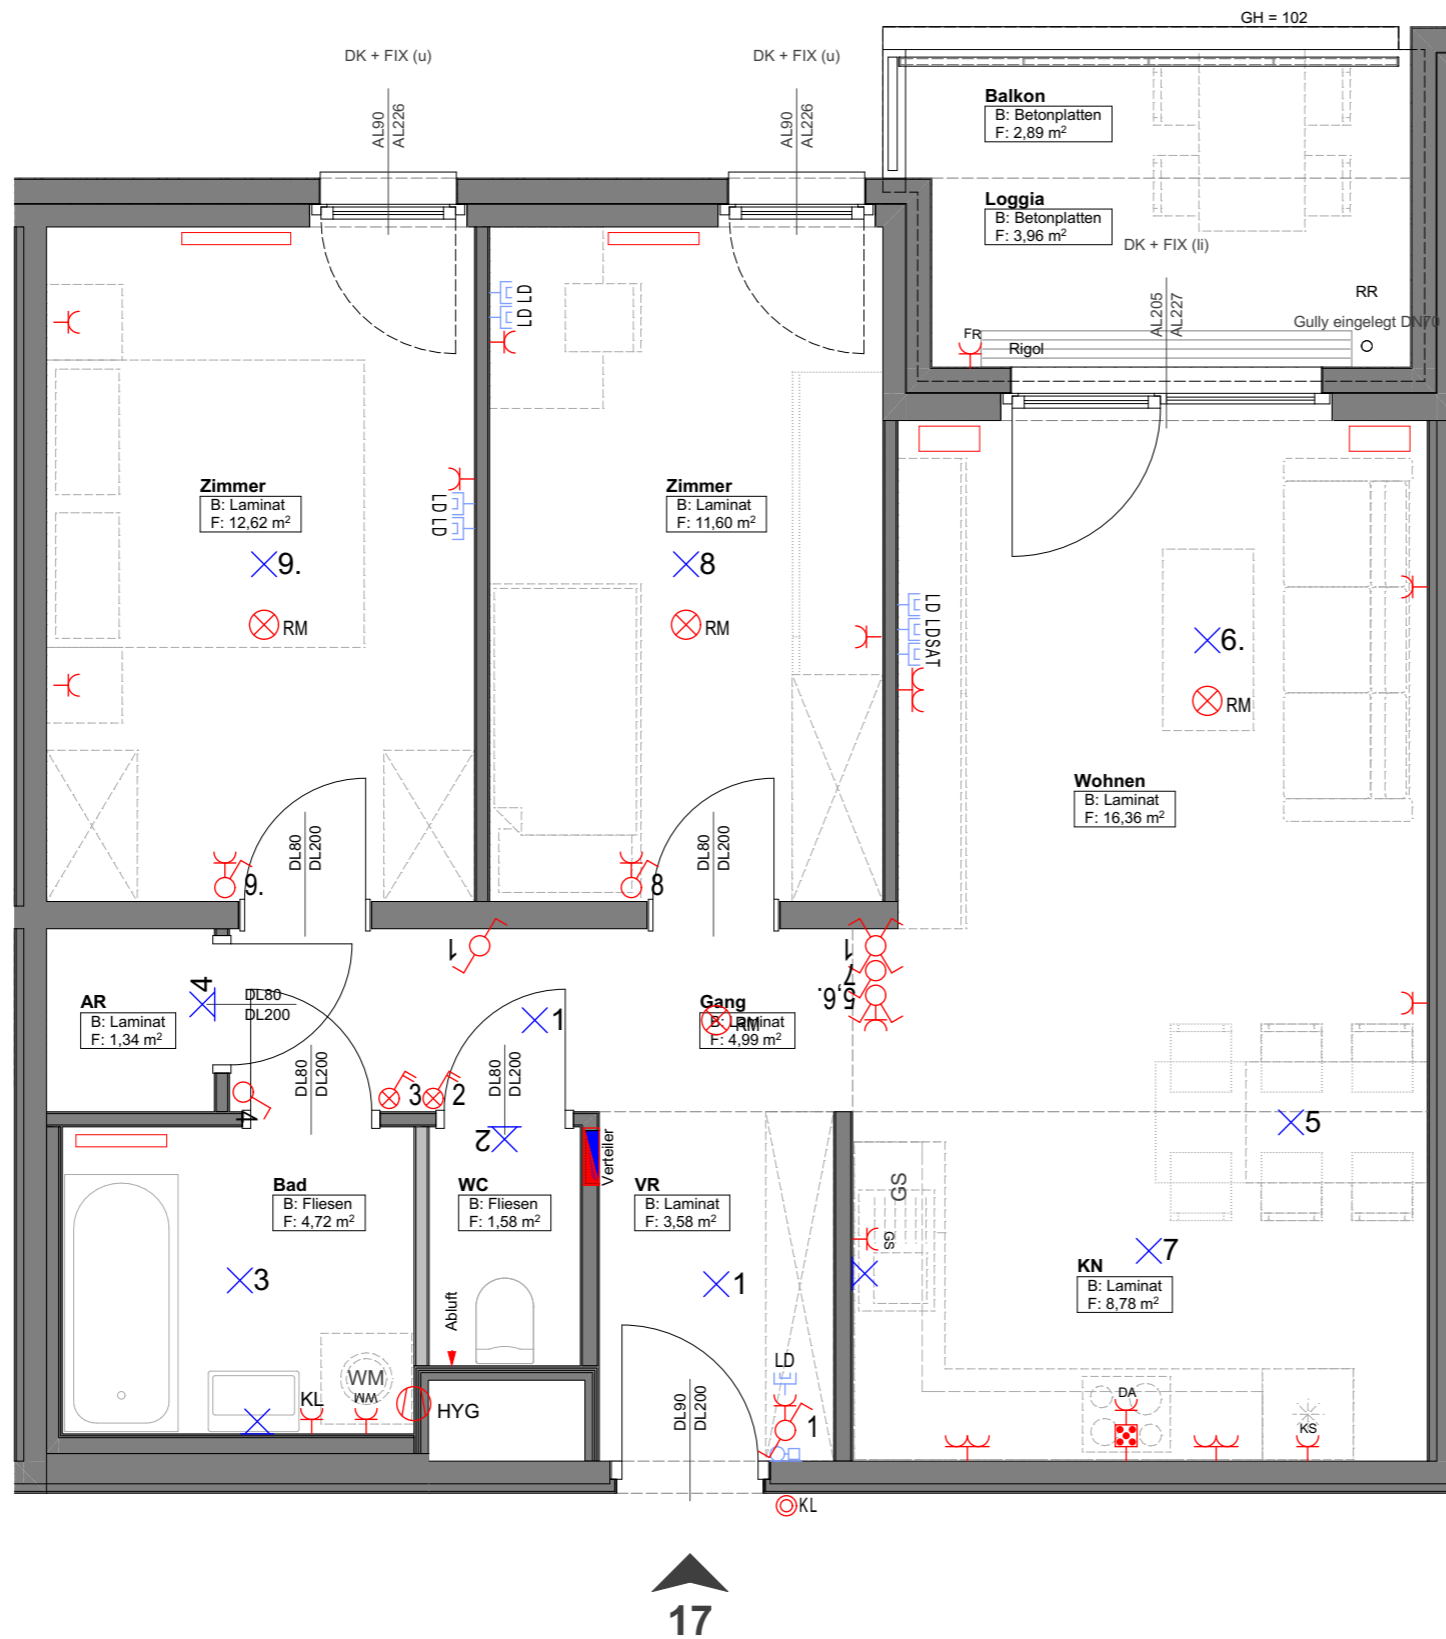 GH = 102
DK + FIX (u)
DK + FIX (u)
AL90
AL226
AL90
AL226
Balkon
B: Betonplatten
F: 2,89 m²
Loggia
B: Betonplatten
F: 3,96 m²
DK + FIX (li)
AL205
AL227
RR
Gully eingelegt DN70
FR
Rigol
LD LD
Zimmer
B: Laminat
F: 12,62 m²
9.
RM
LD LD
Zimmer
B: Laminat
F: 11,60 m²
8
RM
LD LDSAT
6.
RM
Wohnen
B: Laminat
F: 16,36 m²
DL80
DL200
DL80
DL200
9.
8
1
1
7
5,6.
AR
B: Laminat
F: 1,34 m²
4
DL80
DL200
Gang
B: Laminat
F: 4,99 m²
RM
1
DL80
DL200
DL80
DL200
4
3
2
5
2
Verteiler
Bad
B: Fliesen
F: 4,72 m²
WC
B: Fliesen
F: 1,58 m²
VR
B: Laminat
F: 3,58 m²
GS
GS
7
KN
B: Laminat
F: 8,78 m²
3
1
Abluft
WM
WM
KL
HYG
LD
DL90
DL200
1
DA
KS
KL
17